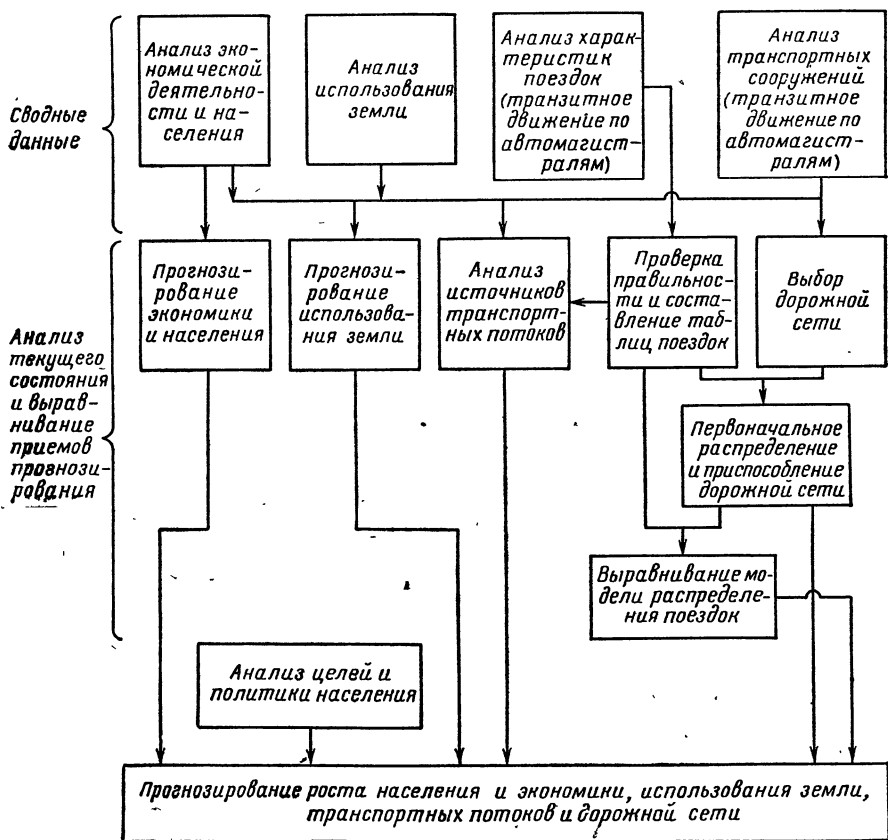 Сводные
данные
Анализ эко-
номической
деятельнос-
ти и на-
селения
Анализ
использования
земли
Анализ харак-
теристик
поездок
(транзитное
движение по
автомагист-
ралям)
Анализ
транспортных
сооружений
(транзитное
движение по
автомагист-
ралям)
Анализ
текущего
состояния
и вырав-
нивание
приемов
прогнози-
рования
Прогнози-
рование
экономики
и населения
Прогнози-
рование
использова-
ния земли
Анализ
источников
транспорт-
ных потоков
Проверка
правильнос-
ти и соста-
вление таб-
лиц поездок
Выбор
дорожной
сети
Первоначальное
распределение
и приспособление
дорожной сети
Выравнивание мо-
дели распределе-
ния поездок
Анализ целей и
политики населения
Прогнозирование роста населения и экономики, использования земли,
транспортных потоков и дорожной сети